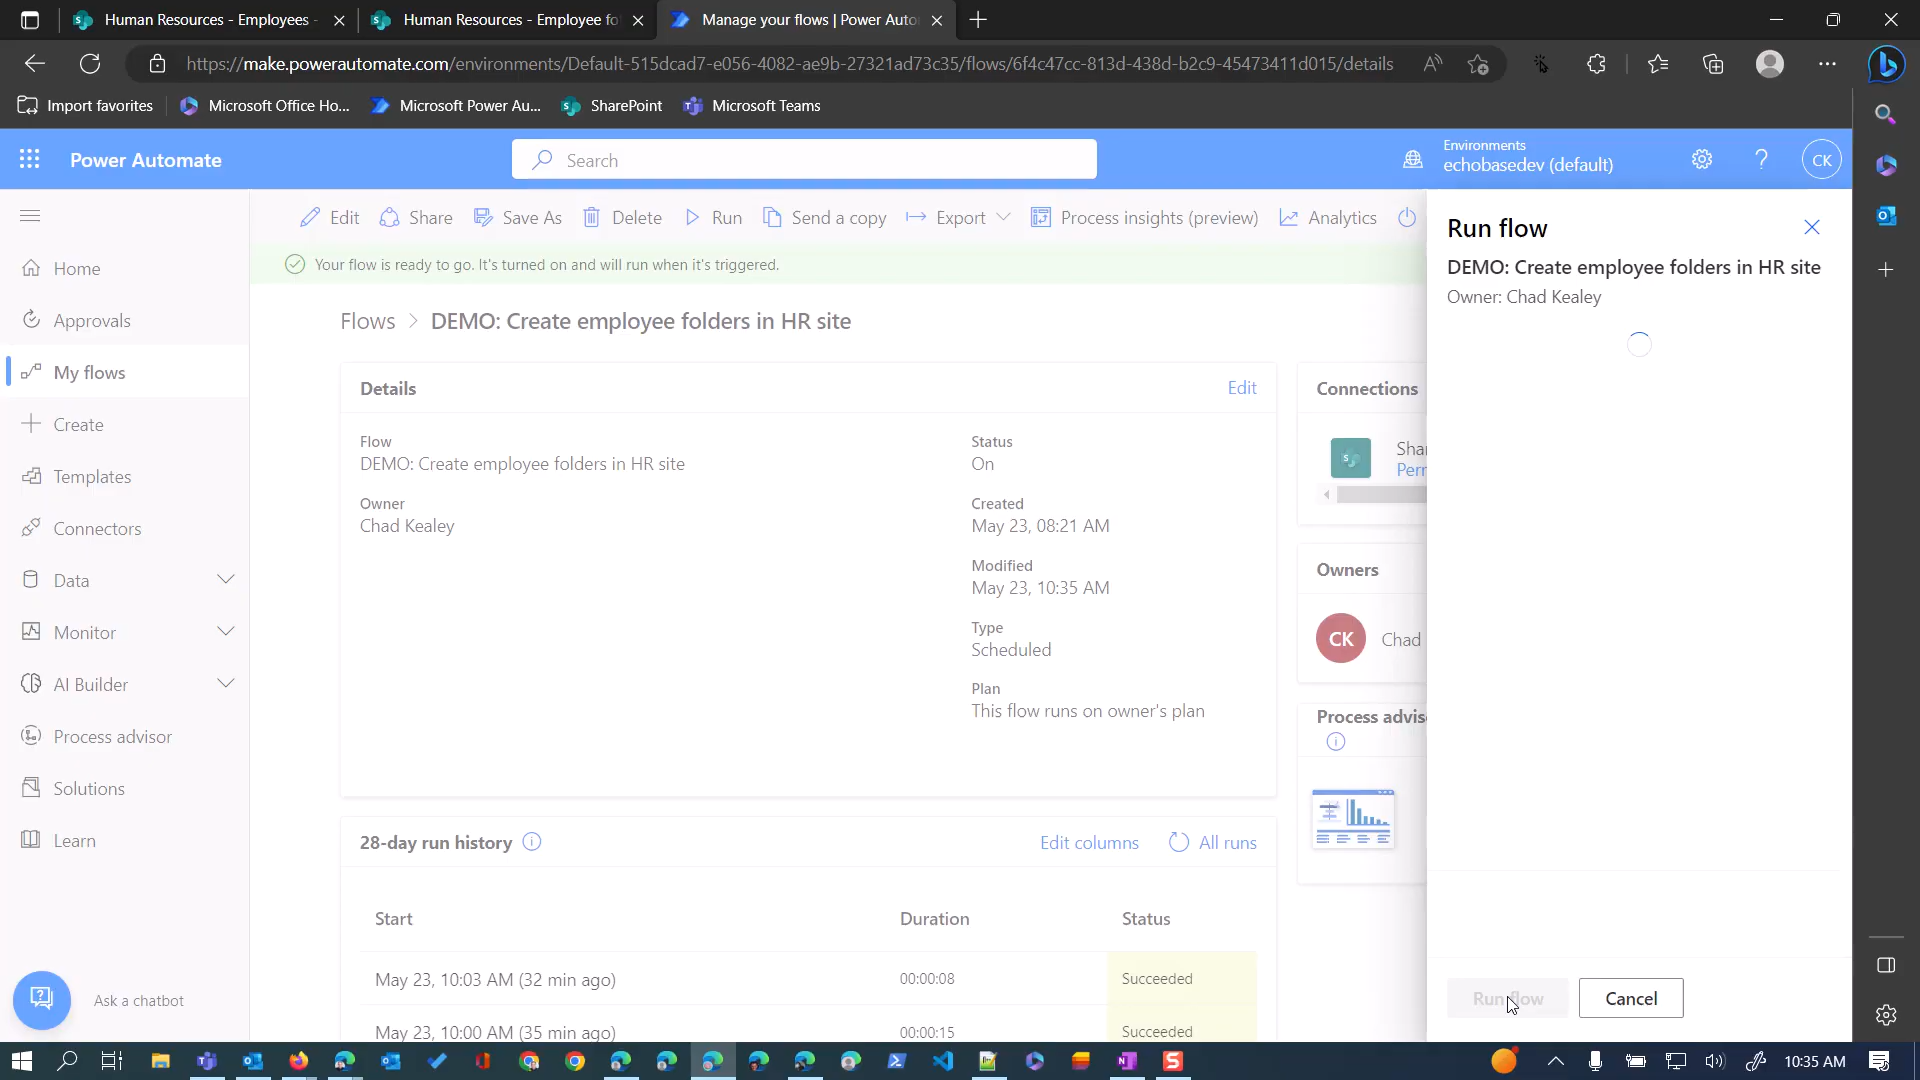 Human Resources - Employees -
Human Resources - Employee fo
Manage your flows | Power Auto
https://make.powerautomate.com/environments/Default-515dcad7-e056-4082-ae9b-27321ad73c35/flows/6f4c47cc-813d-438d-b2c9-45473411d015/details
Import favorites
Microsoft Office Ho...
Microsoft Power Au...
SharePoint
Microsoft Teams
Power Automate
Search
Environments
echobasedev (default)
CK
Edit
Share
Save As
Delete
Run
Send a copy
Export
Process insights (preview)
Analytics
Your flow is ready to go. It's turned on and will run when it's triggered.
Home
Approvals
My flows
Create
Templates
Connectors
Data
Monitor
AI Builder
Process advisor
Solutions
Learn
Ask a chatbot
Flows > DEMO: Create employee folders in HR site
Details
Edit
Flow
DEMO: Create employee folders in HR site
Owner
Chad Kealey
Status
On
Created
May 23, 08:21 AM
Modified
May 23, 10:35 AM
Type
Scheduled
Plan
This flow runs on owner's plan
28-day run history
Edit columns
All runs
Start
Duration
Status
May 23, 10:03 AM (32 min ago)
00:00:08
Succeeded
May 23, 10:00 AM (35 min ago)
00:00:15
Succeeded
Connections
Shar
Perr
Owners
CK
Chad
Process advis
Run flow
DEMO: Create employee folders in HR site
Owner: Chad Kealey
Run flow
Cancel
10:35 AM